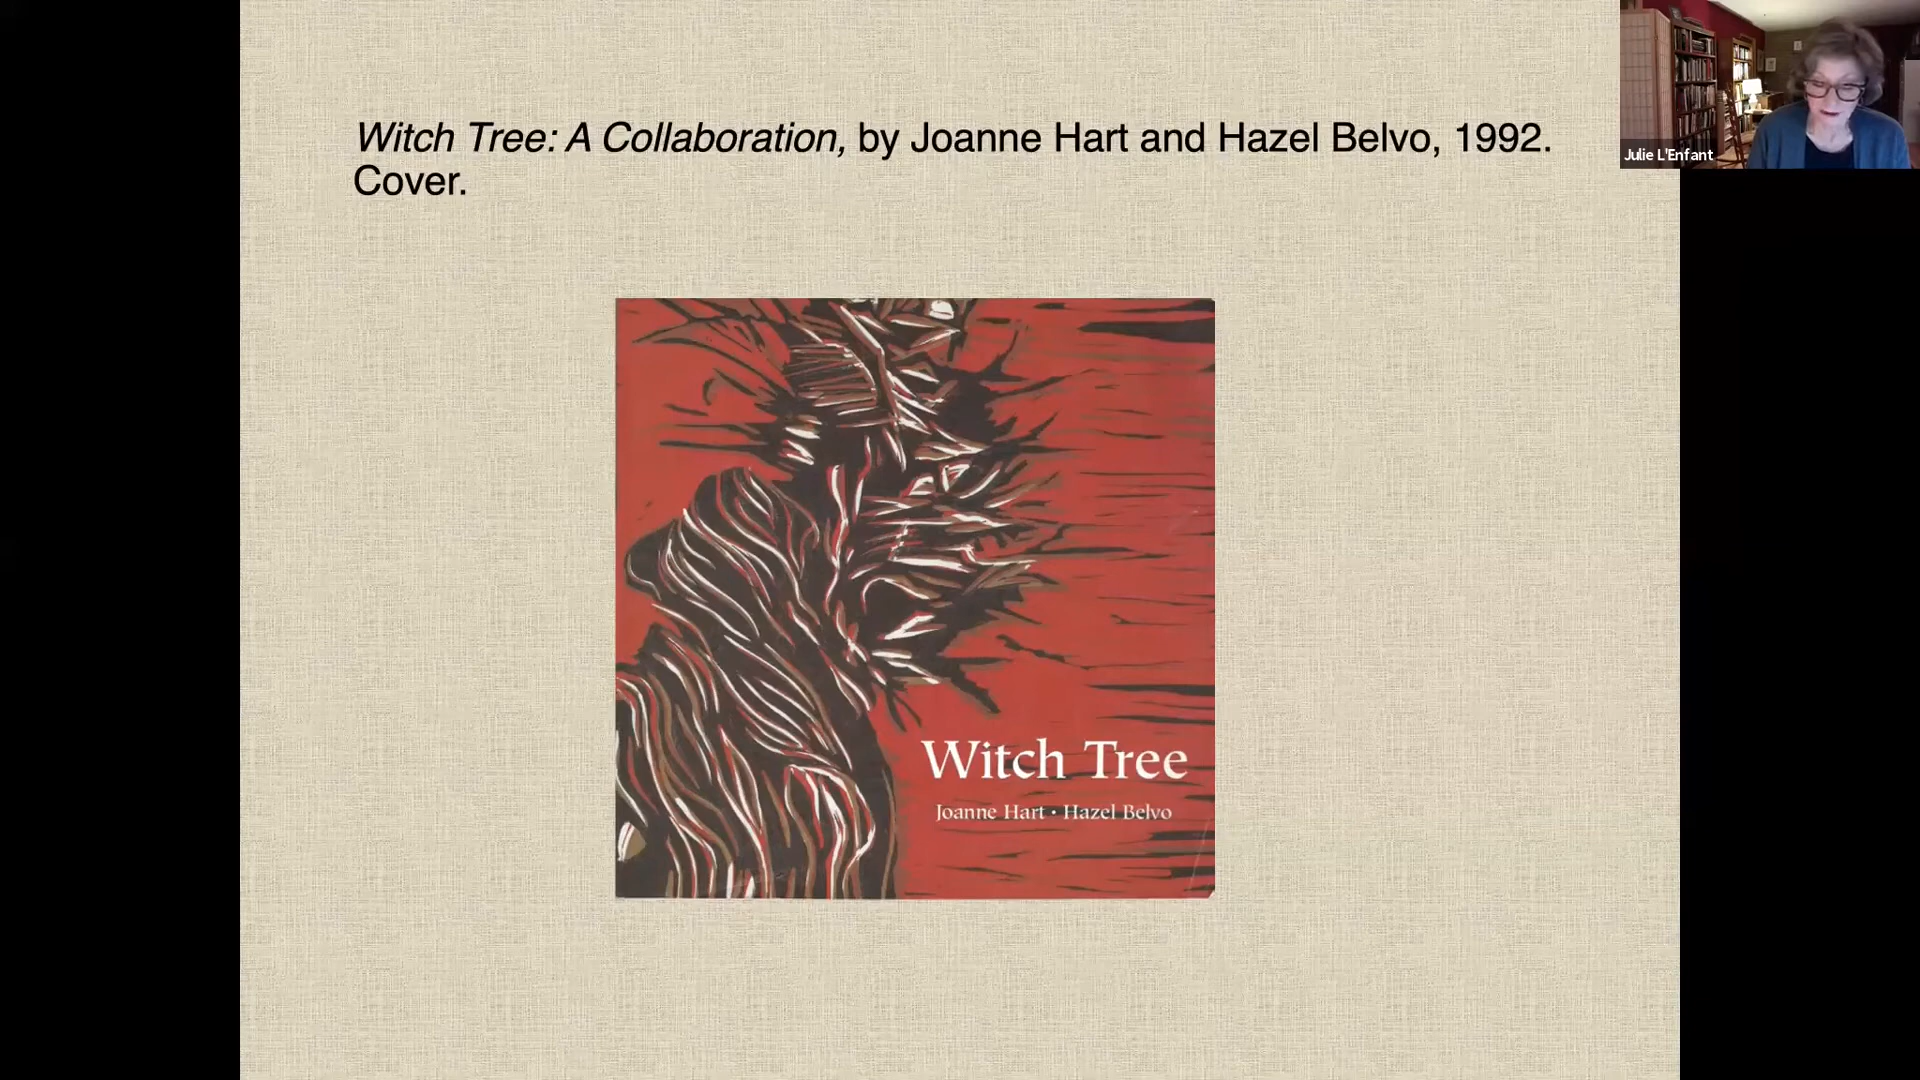 Witch Tree: A Collaboration, by Joanne Hart and Hazel Belvo, 1992.
Cover.
Julie L'Enfant
Witch Tree
Joanne Hart • Hazel Belvo